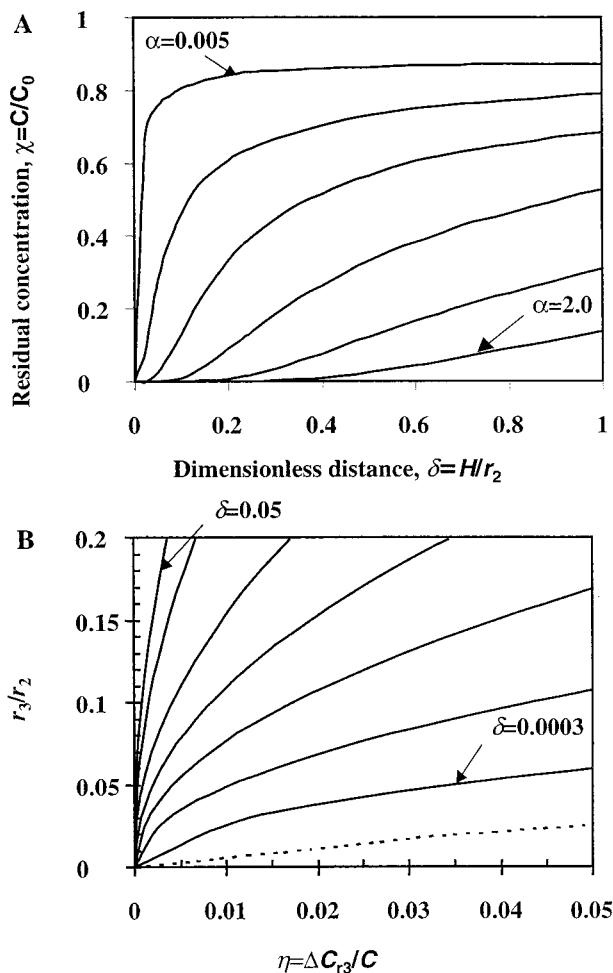 A
Residual concentration, χ=C/C₀
1
0.8
0.6
0.4
0.2
0
α=0.005
α=2.0
0 0.2 0.4 0.6 0.8 1
Dimensionless distance, δ=H/r₂
B
δ=0.05
r₃/r₂
0.2
0.15
0.1
0.05
0
δ=0.0003
0 0.01 0.02 0.03 0.04 0.05
η=ΔC_r3/C